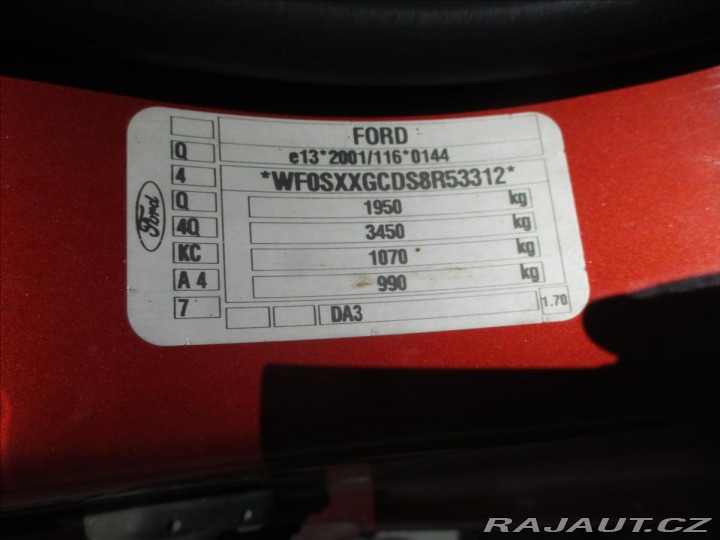 FORD
e13*2001/116*0144
*WF0SXXGCDS8R53312*
1950 kg
3450 kg
1070 kg
990 kg
DA3
1.70
Q
4
Q
4Q
KC
A 4
7
Ford
RAJAUT.CZ